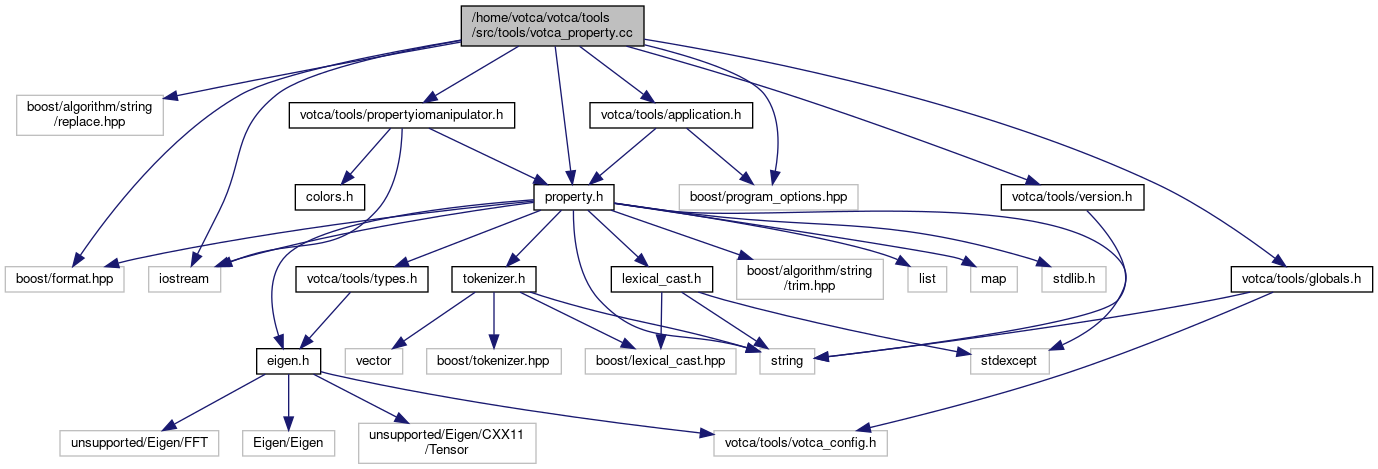 /home/votca/votca/tools
/src/tools/votca_property.cc
boost/algorithm/string
/replace.hpp
votca/tools/propertyiomanipulator.h
votca/tools/application.h
colors.h
property.h
boost/program_options.hpp
votca/tools/version.h
boost/format.hpp
iostream
votca/tools/types.h
tokenizer.h
lexical_cast.h
boost/algorithm/string
/trim.hpp
list
map
stdlib.h
votca/tools/globals.h
eigen.h
vector
boost/tokenizer.hpp
boost/lexical_cast.hpp
string
stdexcept
unsupported/Eigen/FFT
Eigen/Eigen
unsupported/Eigen/CXX11
/Tensor
votca/tools/votca_config.h